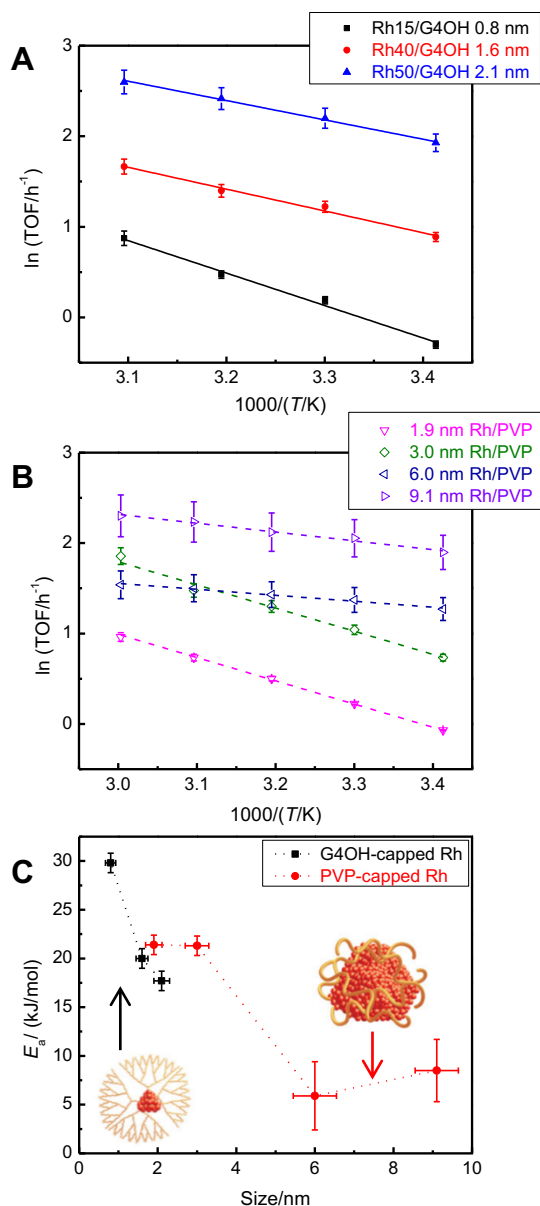 A
Rh15/G4OH 0.8 nm
Rh40/G4OH 1.6 nm
Rh50/G4OH 2.1 nm
3
2
1
0
ln (TOF/h⁻¹)
3.1 3.2 3.3 3.4
1000/(T/K)
B
1.9 nm Rh/PVP
3.0 nm Rh/PVP
6.0 nm Rh/PVP
9.1 nm Rh/PVP
3
2
1
0
ln (TOF/h⁻¹)
3.0 3.1 3.2 3.3 3.4
1000/(T/K)
C
G4OH-capped Rh
PVP-capped Rh
30
25
20
15
10
5
0
Eₐ/ (kJ/mol)
0 2 4 6 8 10
Size/nm